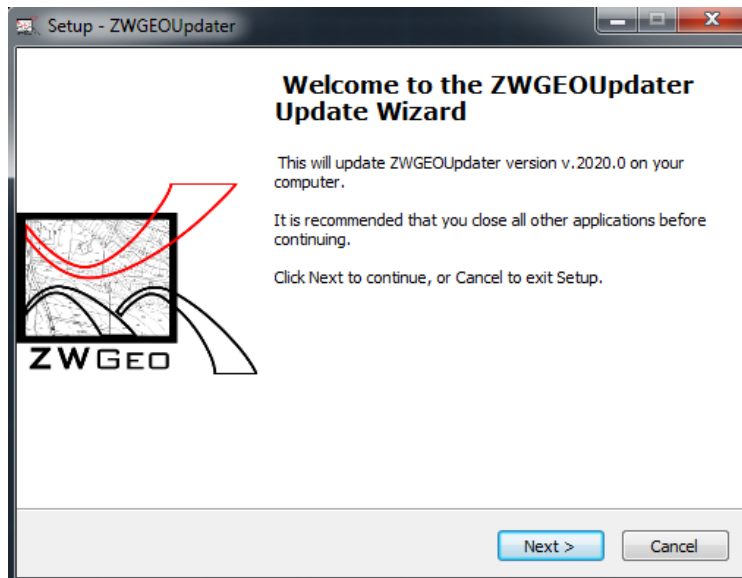 Setup - ZWGEOUpdater
Welcome to the ZWGEOUpdater
Update Wizard
This will update ZWGEOUpdater version v.2020.0 on your
computer.
It is recommended that you close all other applications before
continuing.
Click Next to continue, or Cancel to exit Setup.
ZWGEO
Next >
Cancel